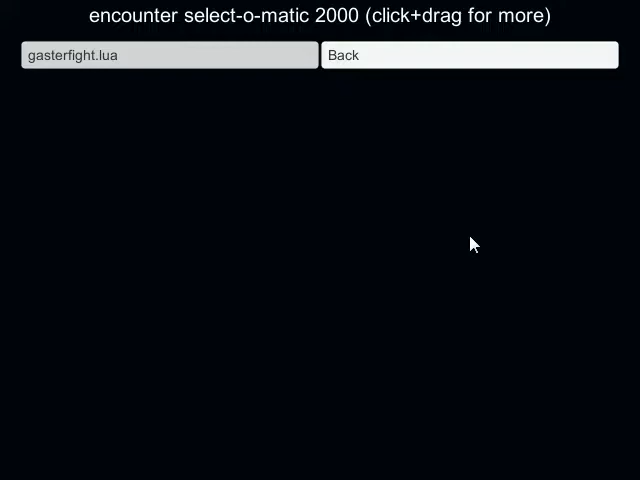 encounter select-o-matic 2000 (click+drag for more)
gasterfight.lua
Back